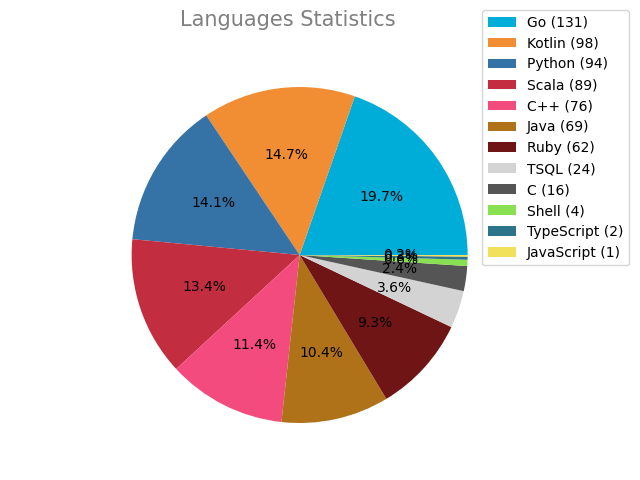 Languages Statistics
Go (131)
Kotlin (98)
Python (94)
Scala (89)
C++ (76)
Java (69)
Ruby (62)
TSQL (24)
C (16)
Shell (4)
TypeScript (2)
JavaScript (1)
14.7%
19.7%
14.1%
13.4%
11.4%
10.4%
9.3%
3.6%
2.4%